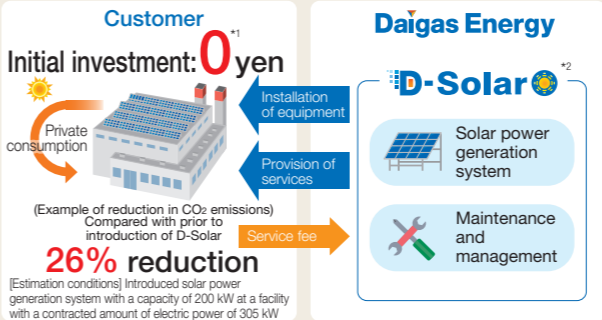 Customer
Initial investment: 0 yen *1
Private
consumption
Installation
of equipment
Provision of
services
(Example of reduction in CO2 emissions)
Compared with prior to
introduction of D-Solar
Service fee
26% reduction
[Estimation conditions] Introduced solar power
generation system with a capacity of 200 kW at a facility
with a contracted amount of electric power of 305 kW
Daigas Energy
D-Solar *2
Solar power
generation
system
Maintenance
and
management